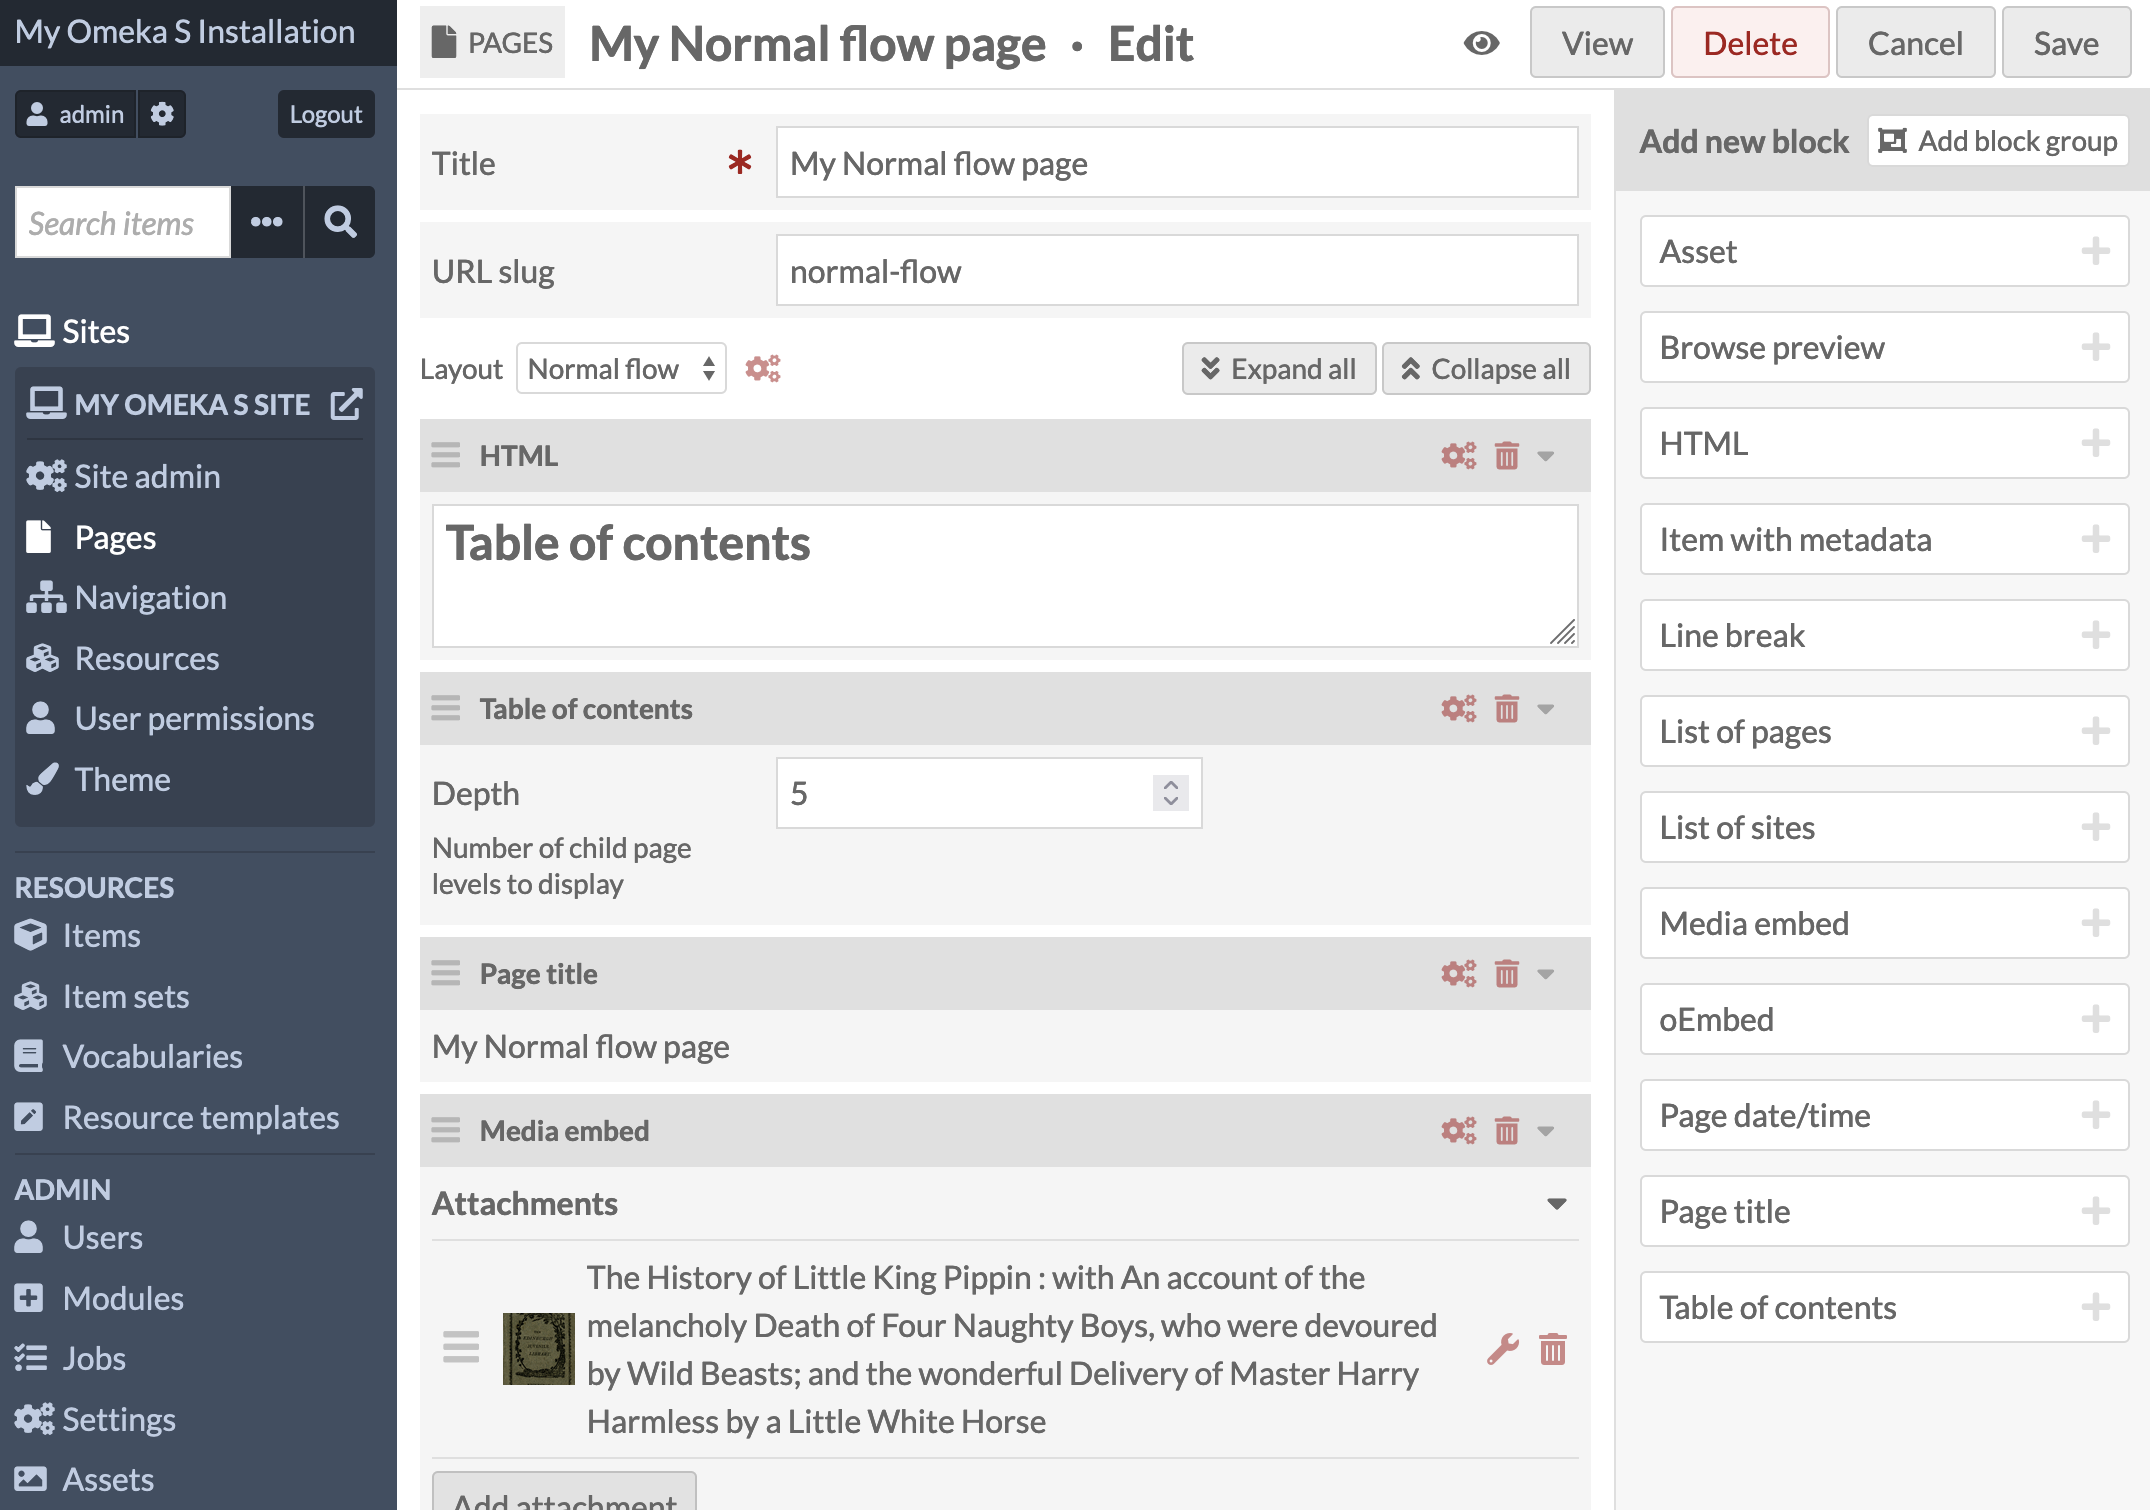 My Omeka S Installation
admin
Logout
Search items
Sites
MY OMEKA S SITE
Site admin
Pages
Navigation
Resources
User permissions
Theme
RESOURCES
Items
Item sets
Vocabularies
Resource templates
ADMIN
Users
Modules
Jobs
Settings
Assets
PAGES My Normal flow page · Edit
View Delete Cancel Save
Title * My Normal flow page
URL slug normal-flow
Layout Normal flow Expand all Collapse all
HTML
Table of contents
Table of contents
Depth 5
Number of child page
levels to display
Page title
My Normal flow page
Media embed
Attachments
The History of Little King Pippin : with An account of the
melancholy Death of Four Naughty Boys, who were devoured
by Wild Beasts; and the wonderful Delivery of Master Harry
Harmless by a Little White Horse
Add attachment
Add new block Add block group
Asset
Browse preview
HTML
Item with metadata
Line break
List of pages
List of sites
Media embed
oEmbed
Page date/time
Page title
Table of contents